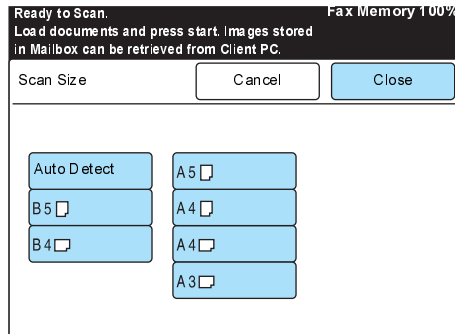 Ready to Scan.
Fax Memory 100%
Load documents and press start. Images stored
in Mailbox can be retrieved from Client PC.
Scan Size
Cancel
Close
Auto Detect
B5
B4
A5
A4
A4
A3